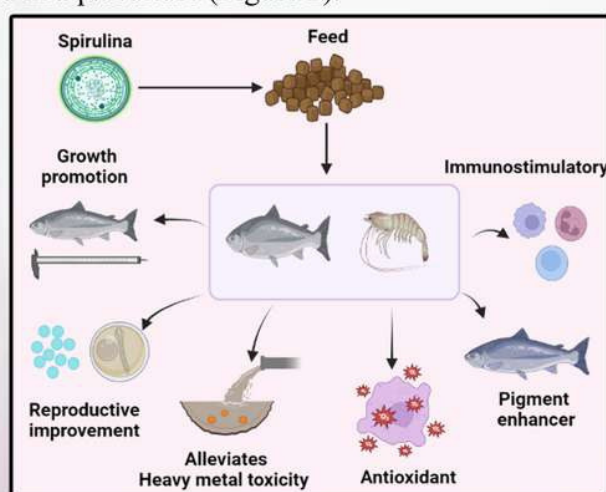 Spirulina
Feed
Growth
promotion
Immunostimulatory
Reproductive
improvement
Alleviates
Heavy metal toxicity
Antioxidant
Pigment
enhancer